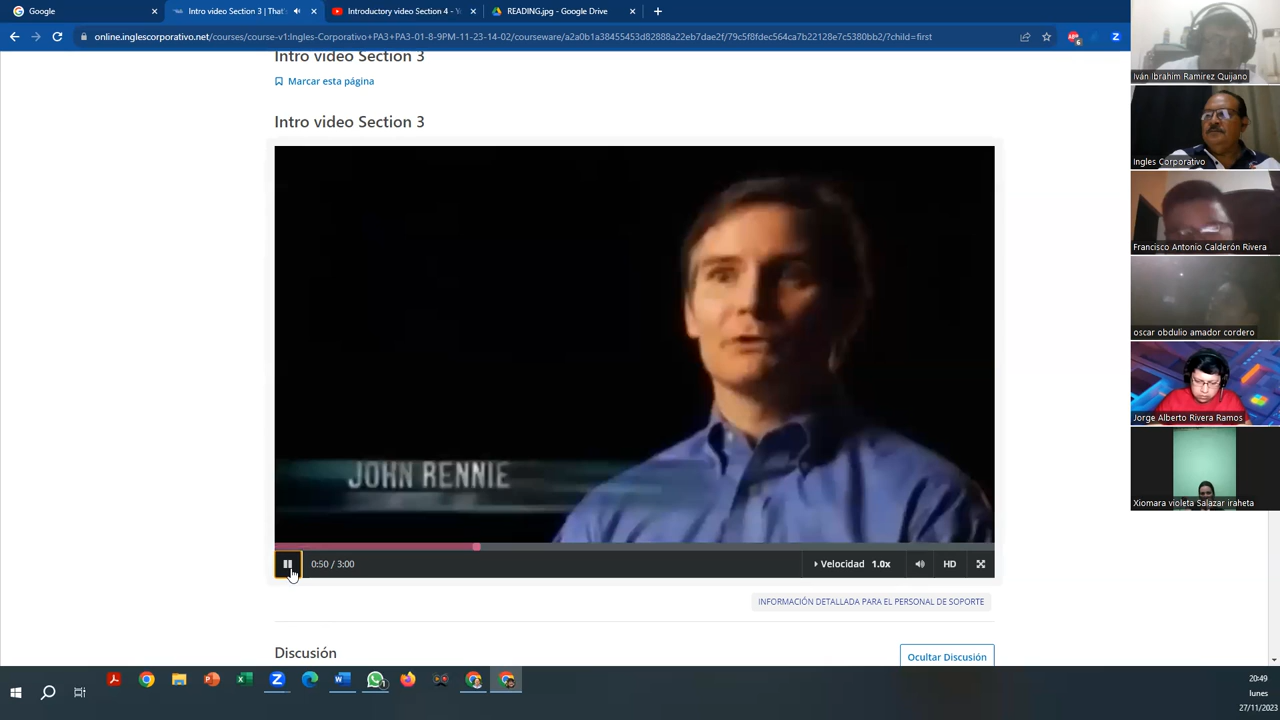 Google
Intro video Section 3 | That's
Introductory video Section 4 - Y
READING.jpg - Google Drive
online.inglescorporativo.net/courses/course-v1:Ingles-Corporativo+PA3+PA3-01-8-9PM-11-23-14-02/courseware/a2a0b1a38455453d82888a22eb7dae2f/79c5f8fdec564ca7b22128e7c5380bb2/?child=first
Intro video Section 3
Marcar esta página
Intro video Section 3
JOHN RENNIE
0:50 / 3:00
Velocidad 1.0x
HD
INFORMACIÓN DETALLADA PARA EL PERSONAL DE SOPORTE
Discusión
Ocultar Discusión
Iván Ibrahim Ramirez Quijano
Ingles Corporativo
Francisco Antonio Calderón Rivera
oscar obdulio amador cordero
Jorge Alberto Rivera Ramos
Xiomara violeta Salazar iraheta
20:49
lunes
27/11/2023